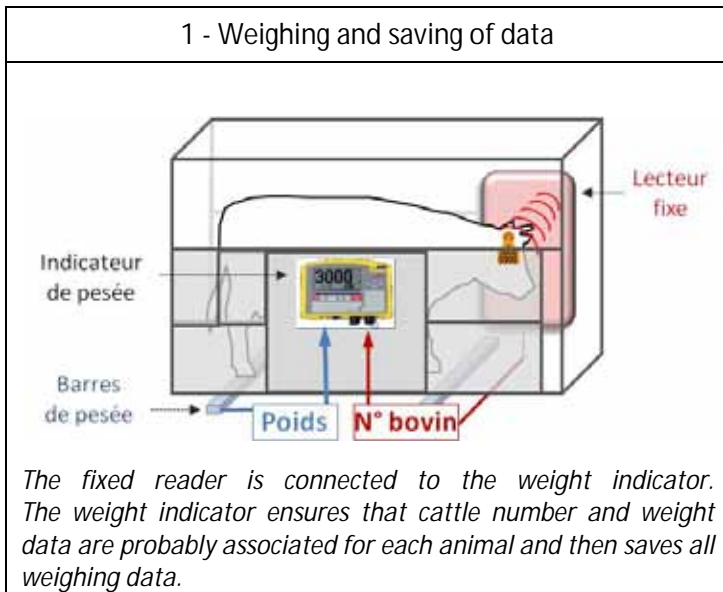 1 - Weighing and saving of data
Lecteur
fixe
Indicateur
de pesée
3000
Barres
de pesée
Poids
N° bovin
The fixed reader is connected to the weight indicator.
The weight indicator ensures that cattle number and weight
data are probably associated for each animal and then saves all
weighing data.